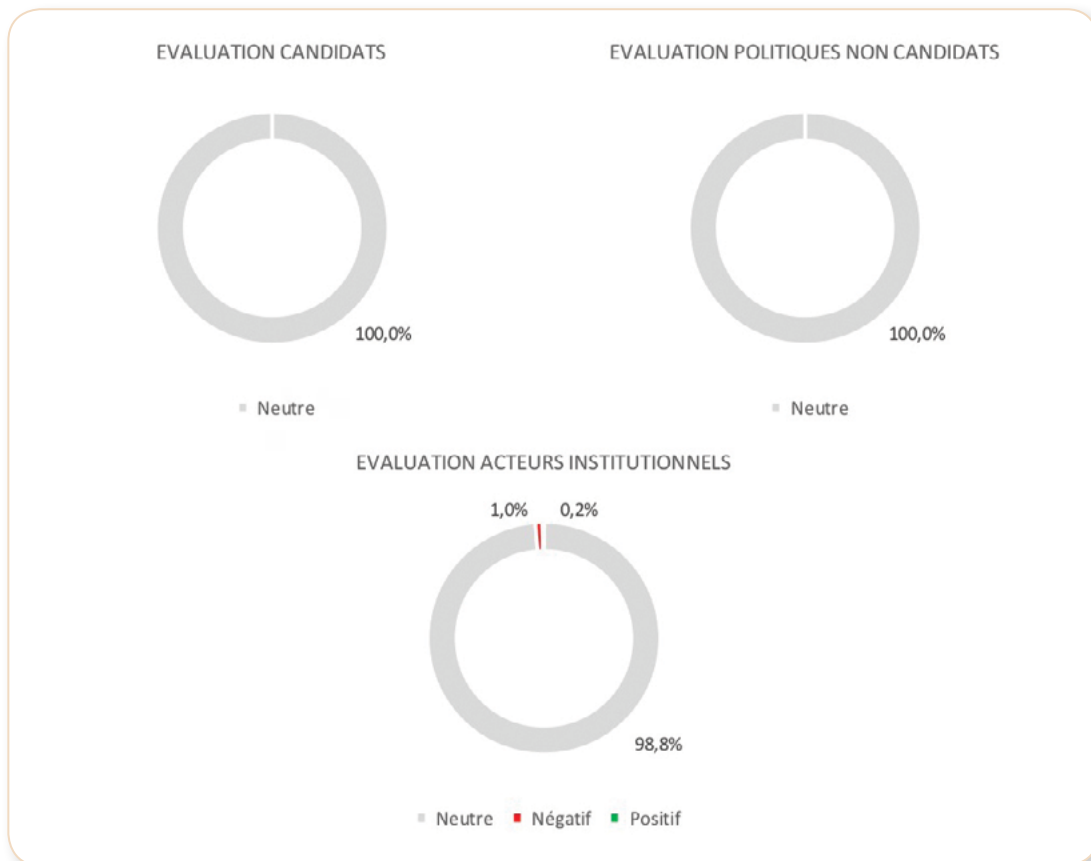 EVALUATION CANDIDATS
100,0%
Neutre
EVALUATION POLITIQUES NON CANDIDATS
100,0%
Neutre
EVALUATION ACTEURS INSTITUTIONNELS
1,0%
0,2%
98,8%
Neutre Négatif Positif